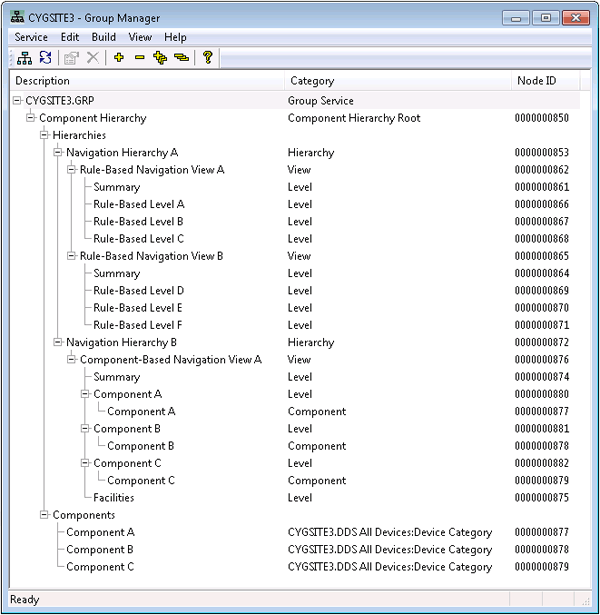 CYGSITE3 - Group Manager
Service Edit Build View Help
Description Category Node ID
CYGSITE3.GRP Group Service
Component Hierarchy Component Hierarchy Root 0000000850
Hierarchies
Navigation Hierarchy A Hierarchy 0000000853
Rule-Based Navigation View A View 0000000862
Summary Level 0000000861
Rule-Based Level A Level 0000000866
Rule-Based Level B Level 0000000867
Rule-Based Level C Level 0000000868
Rule-Based Navigation View B View 0000000865
Summary Level 0000000864
Rule-Based Level D Level 0000000869
Rule-Based Level E Level 0000000870
Rule-Based Level F Level 0000000871
Navigation Hierarchy B Hierarchy 0000000872
Component-Based Navigation View A View 0000000876
Summary Level 0000000874
Component A Level 0000000880
Component A Component 0000000877
Component B Level 0000000881
Component B Component 0000000878
Component C Level 0000000882
Component C Component 0000000879
Facilities Level 0000000875
Components
Component A CYGSITE3.DDS All Devices:Device Category 0000000877
Component B CYGSITE3.DDS All Devices:Device Category 0000000878
Component C CYGSITE3.DDS All Devices:Device Category 0000000879
Ready